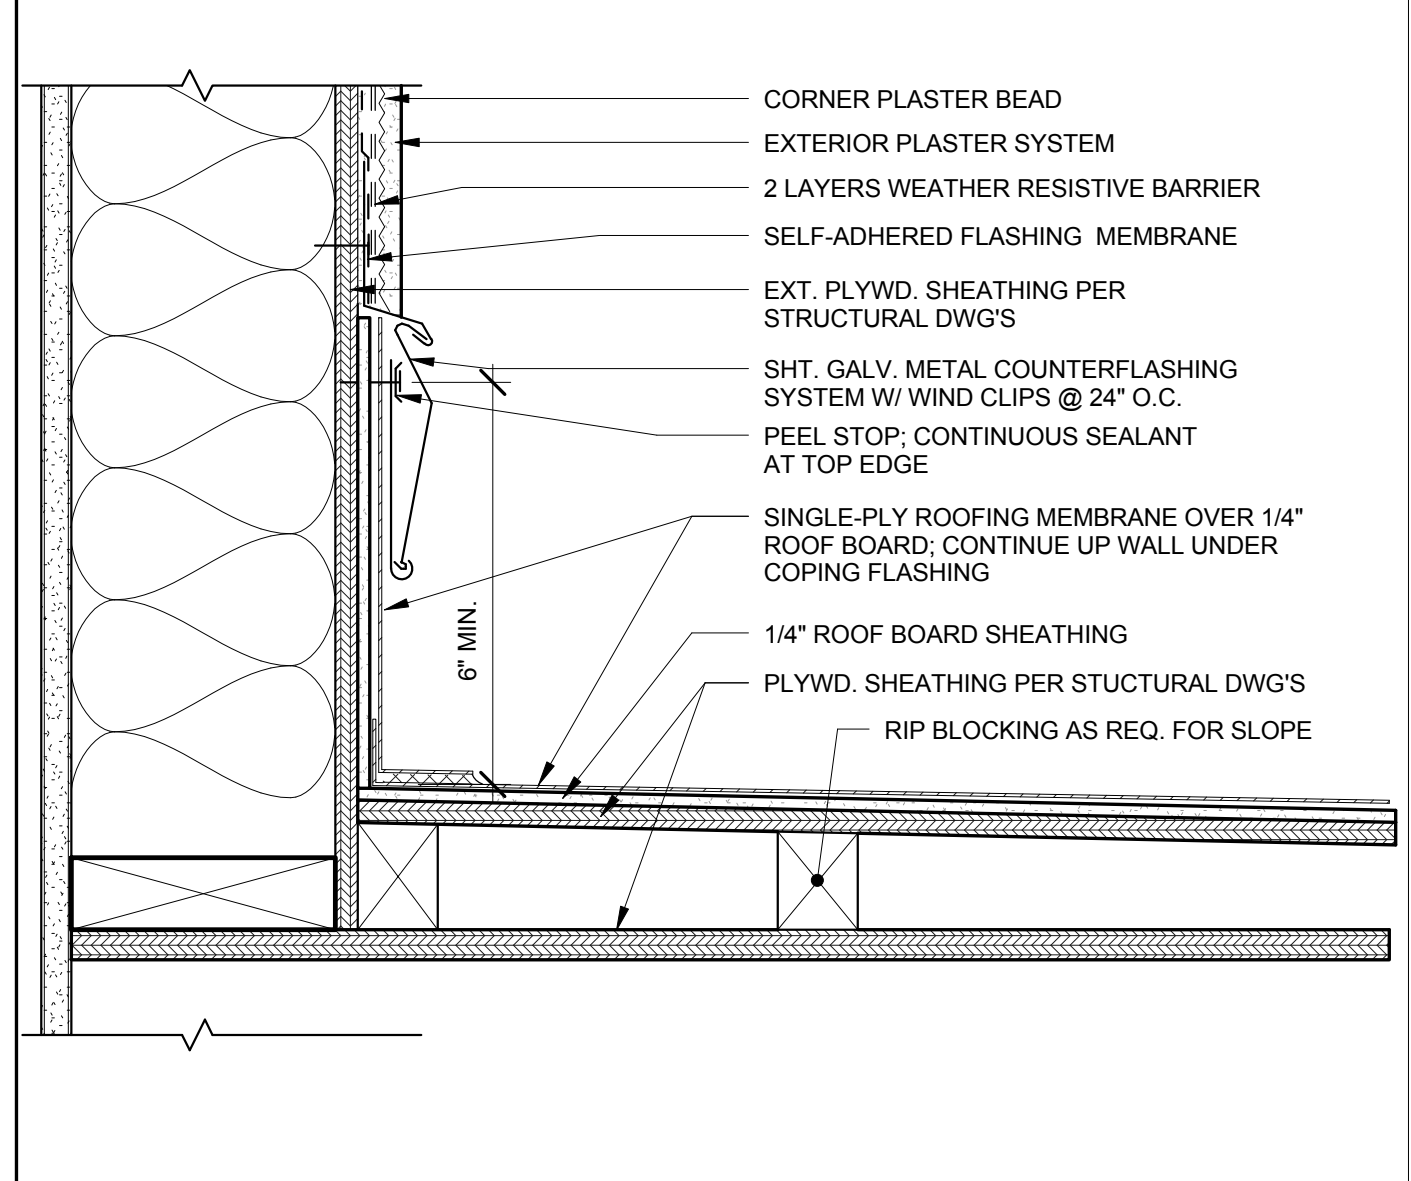 CORNER PLASTER BEAD
EXTERIOR PLASTER SYSTEM
2 LAYERS WEATHER RESISTIVE BARRIER
SELF-ADHERED FLASHING  MEMBRANE
EXT. PLYWD. SHEATHING PER
STRUCTURAL DWG'S
SHT. GALV. METAL COUNTERFLASHING
SYSTEM W/ WIND CLIPS @ 24" O.C.
PEEL STOP; CONTINUOUS SEALANT
AT TOP EDGE
SINGLE-PLY ROOFING MEMBRANE OVER 1/4"
ROOF BOARD; CONTINUE UP WALL UNDER
COPING FLASHING
6" MIN.
1/4" ROOF BOARD SHEATHING
PLYWD. SHEATHING PER STUCTURAL DWG'S
RIP BLOCKING AS REQ. FOR SLOPE